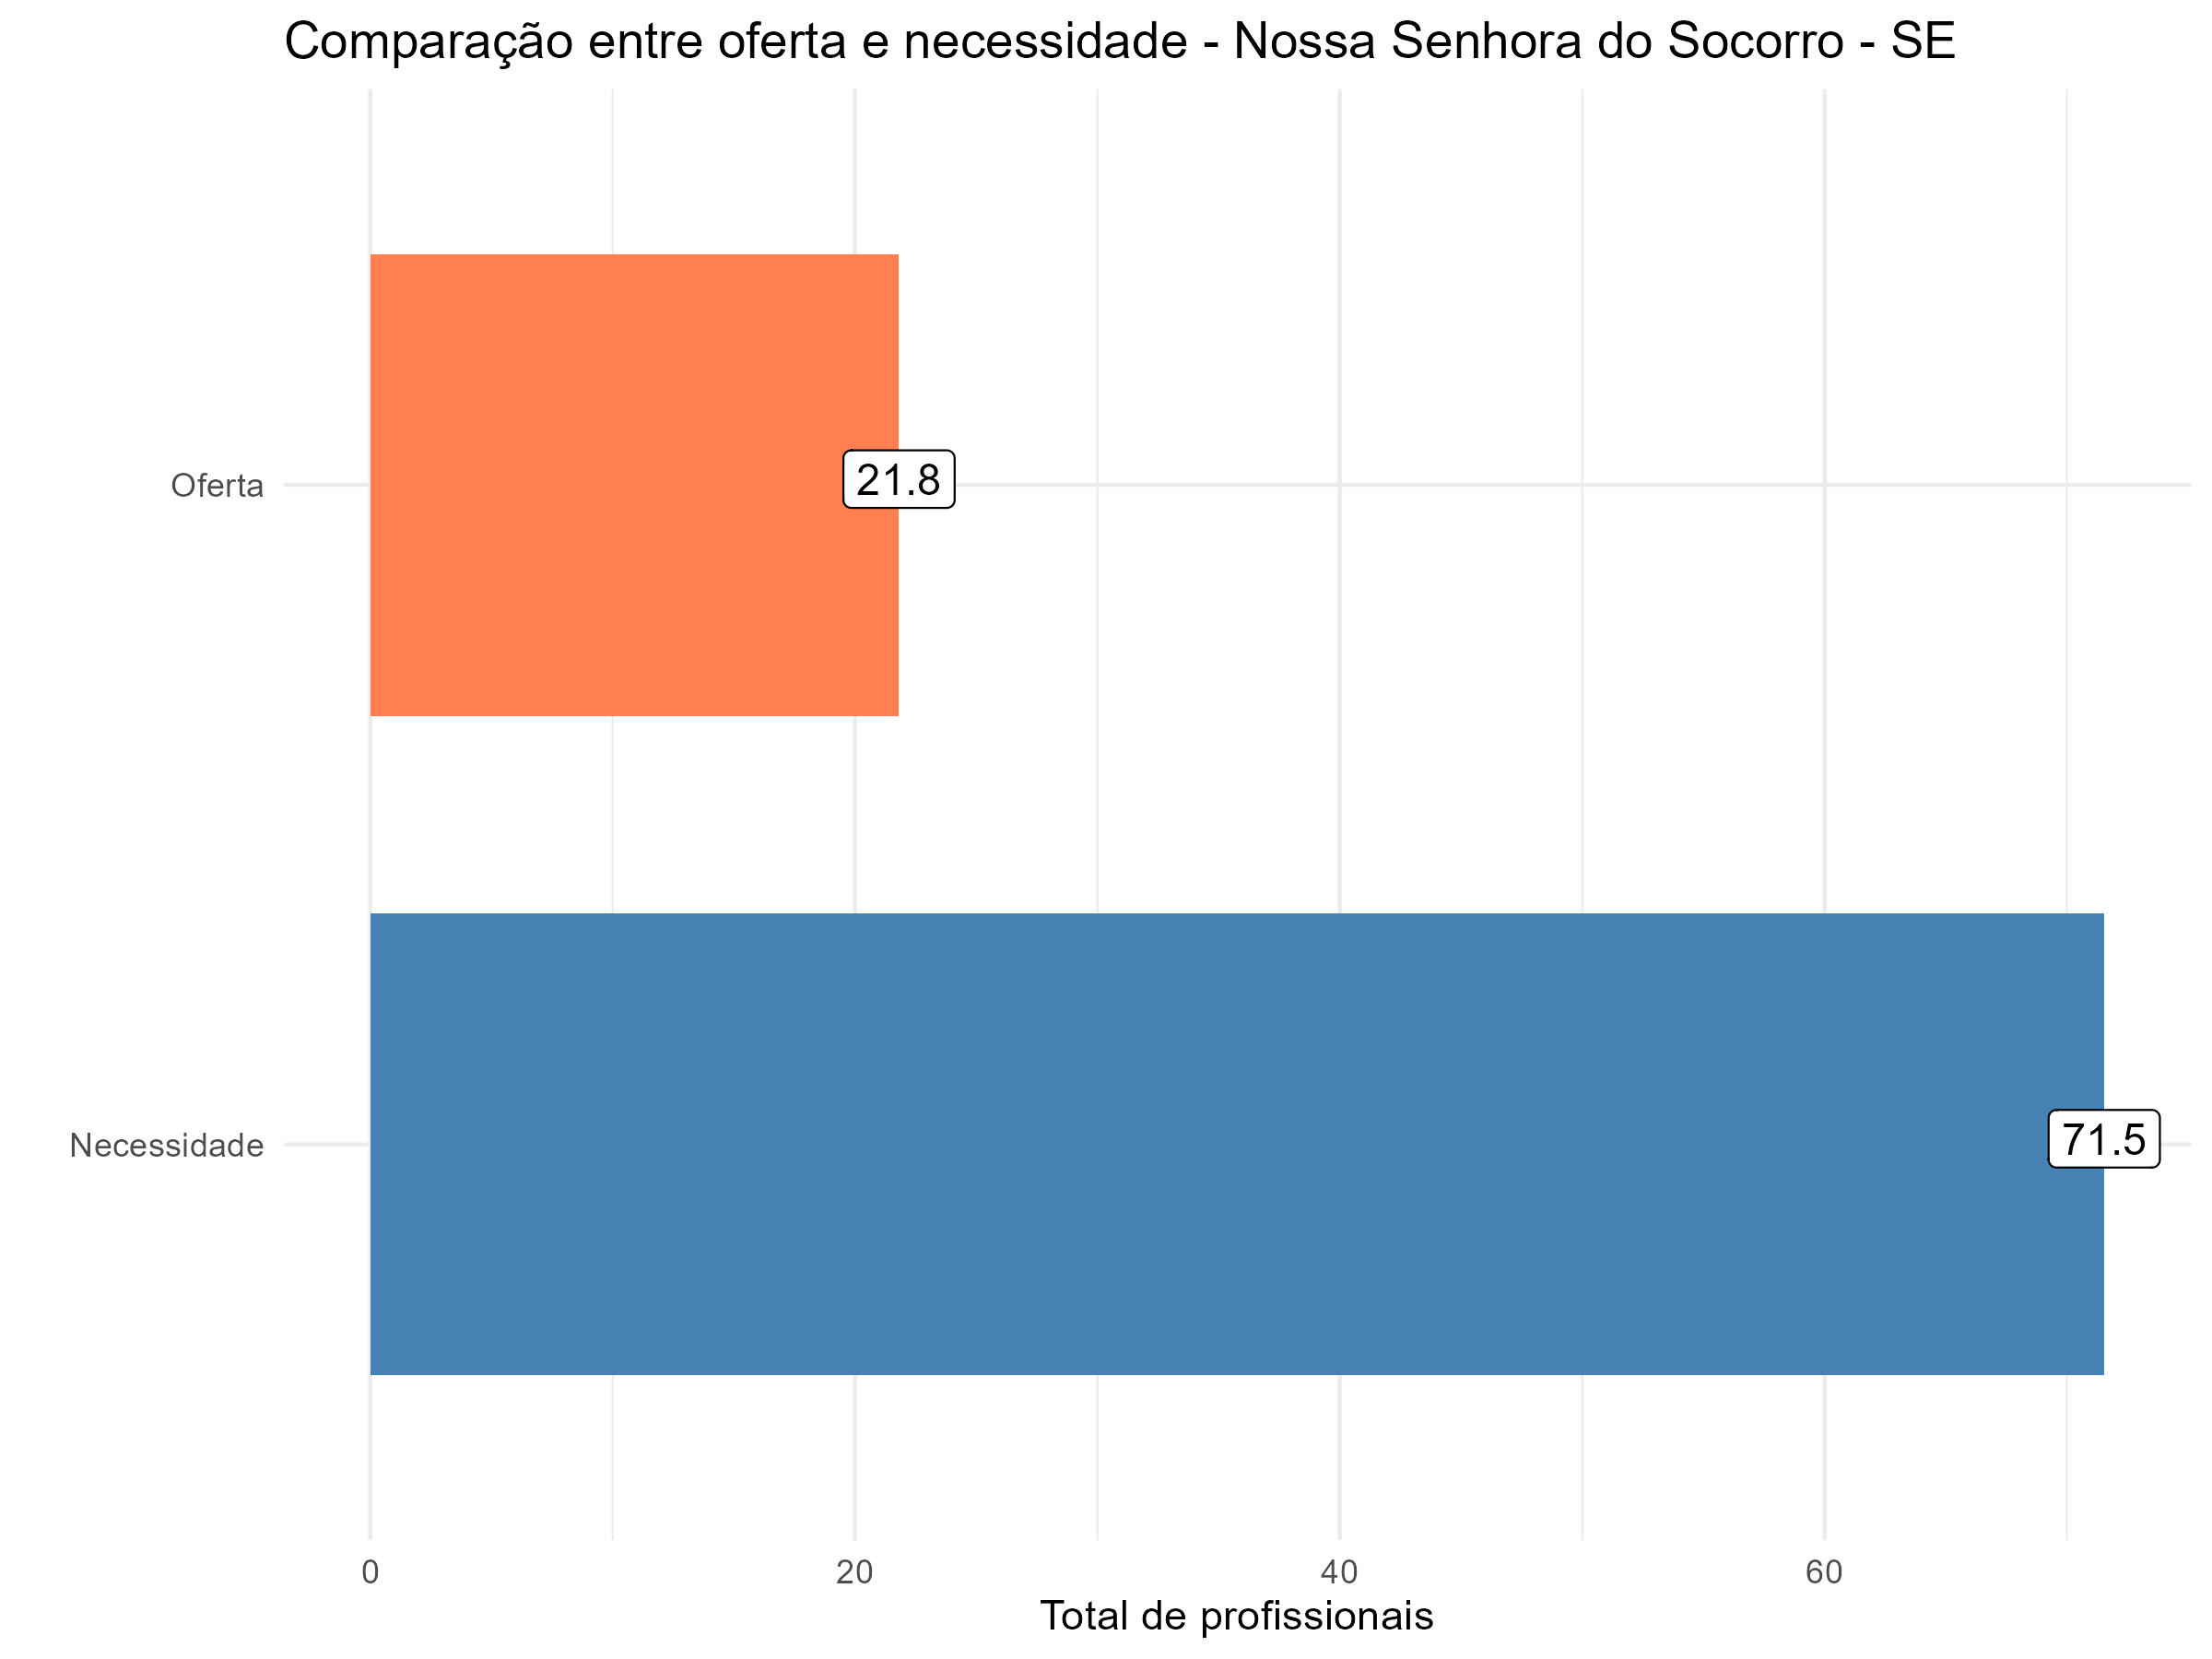 Comparação entre oferta e necessidade - Nossa Senhora do Socorro - SE
Oferta
21.8
Necessidade
71.5
0 20 40 60
Total de profissionais